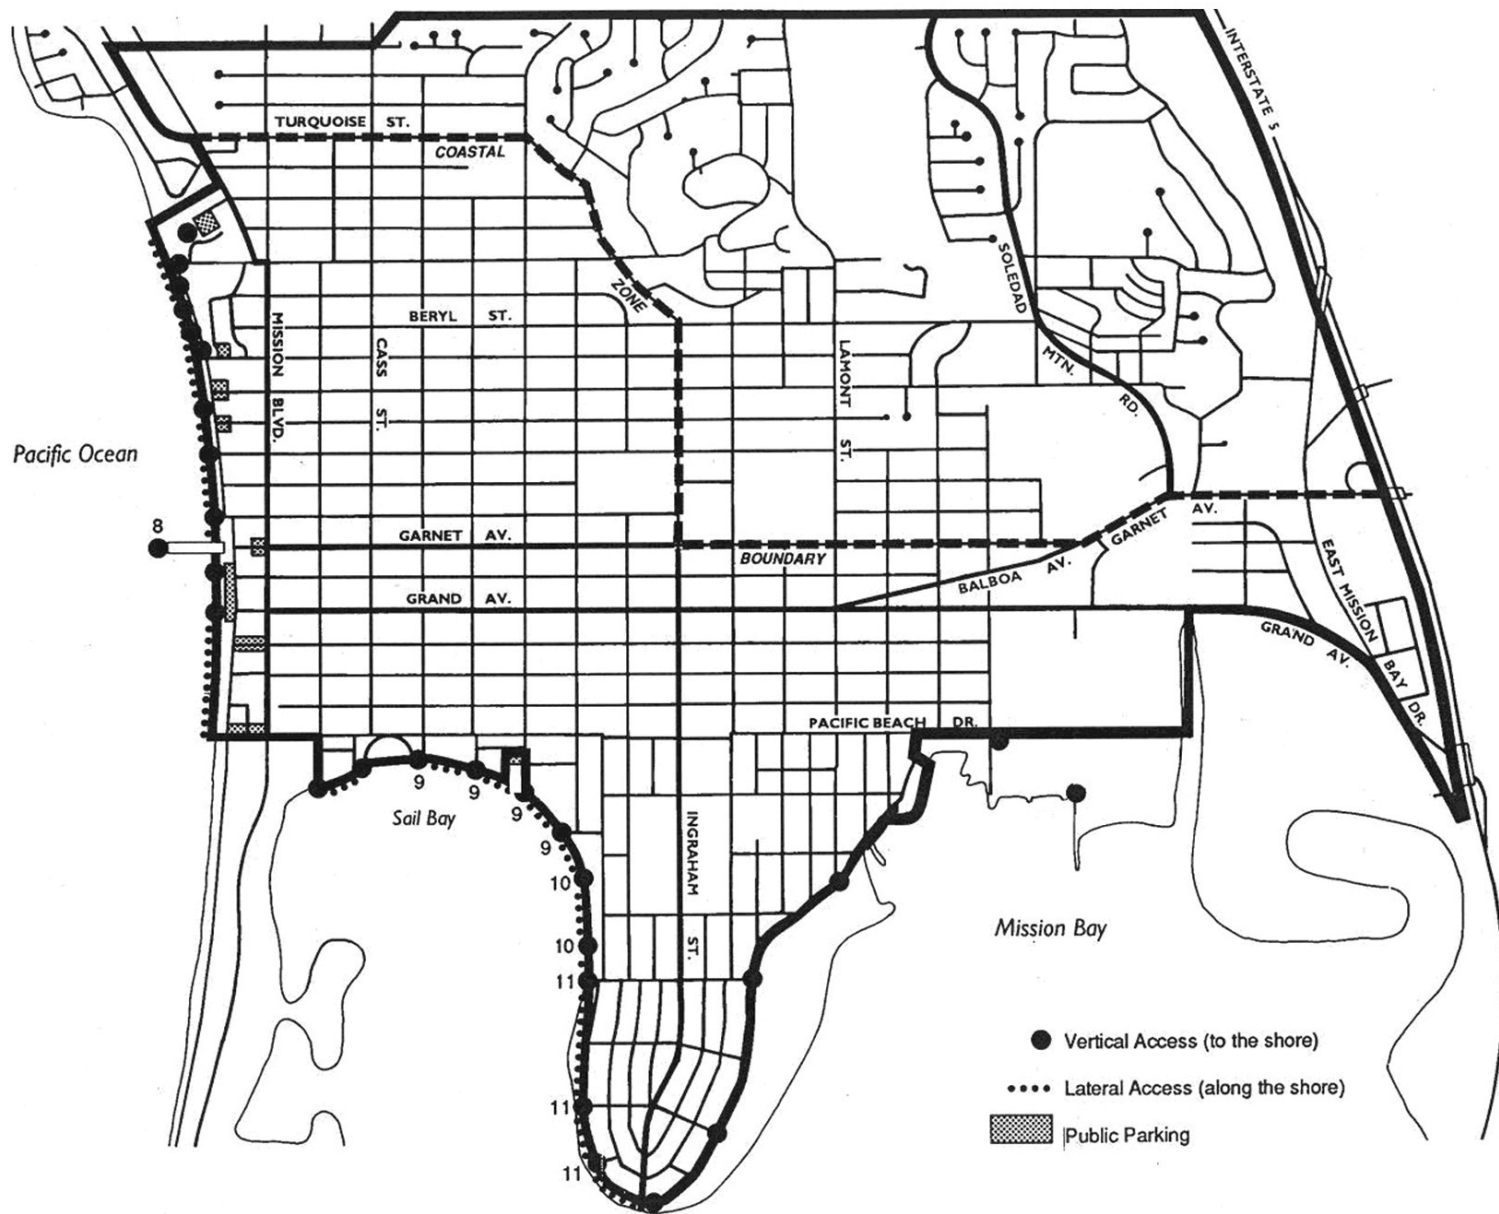 INTERSTATE 5
TURQUOISE ST.
COASTAL
SOLEDAD
ZONE
BERYL ST.
MISSION BLVD.
CASS ST.
LAMONT ST.
MTN.
RD.
Pacific Ocean
8
GARNET AV.
GARNET AV.
BOUNDARY
BALBOA AV.
EAST MISSION
GRAND AV.
GRAND AV.
BAY DR.
PACIFIC BEACH DR.
9
9
9
9
Sail Bay
INGRAHAM ST.
10
10
11
11
11
Mission Bay
Vertical Access (to the shore)
Lateral Access (along the shore)
Public Parking